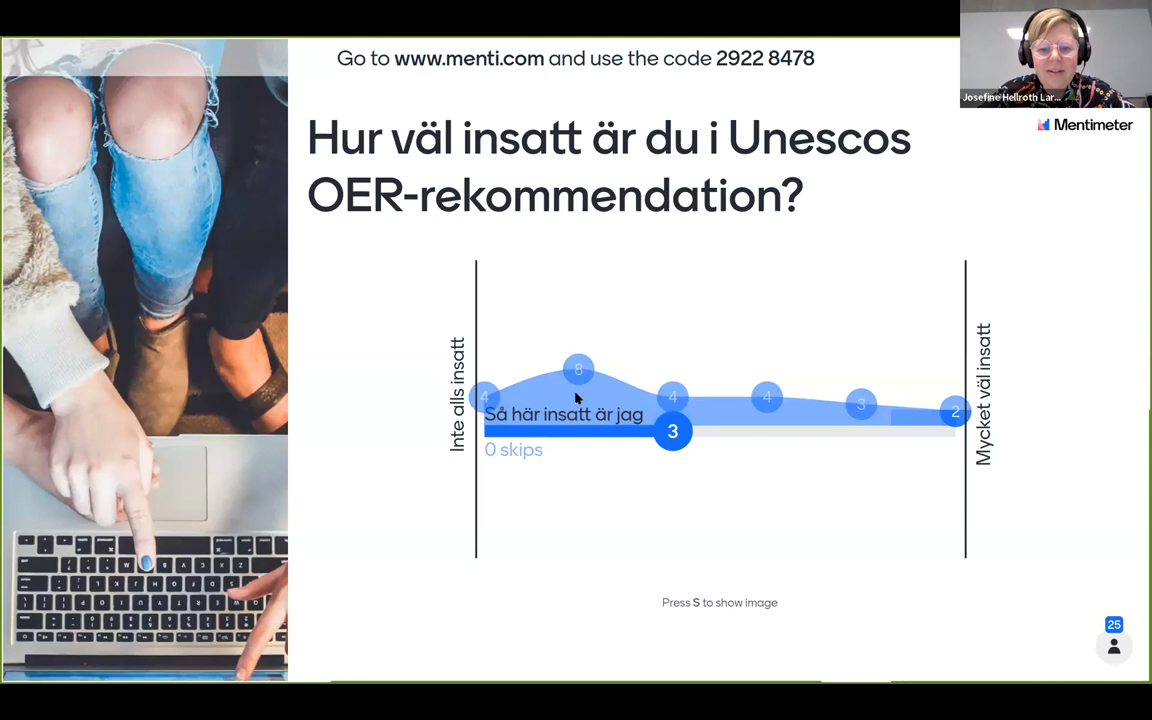 Go to www.menti.com and use the code 2922 8478
Josefine Hellroth Lar...
Mentimeter
Hur väl insatt är du i Unescos
OER-rekommendation?
Inte alls insatt
4
8
4
4
3
2
Så här insatt är jag
3
0 skips
Mycket väl insatt
Press S to show image
25